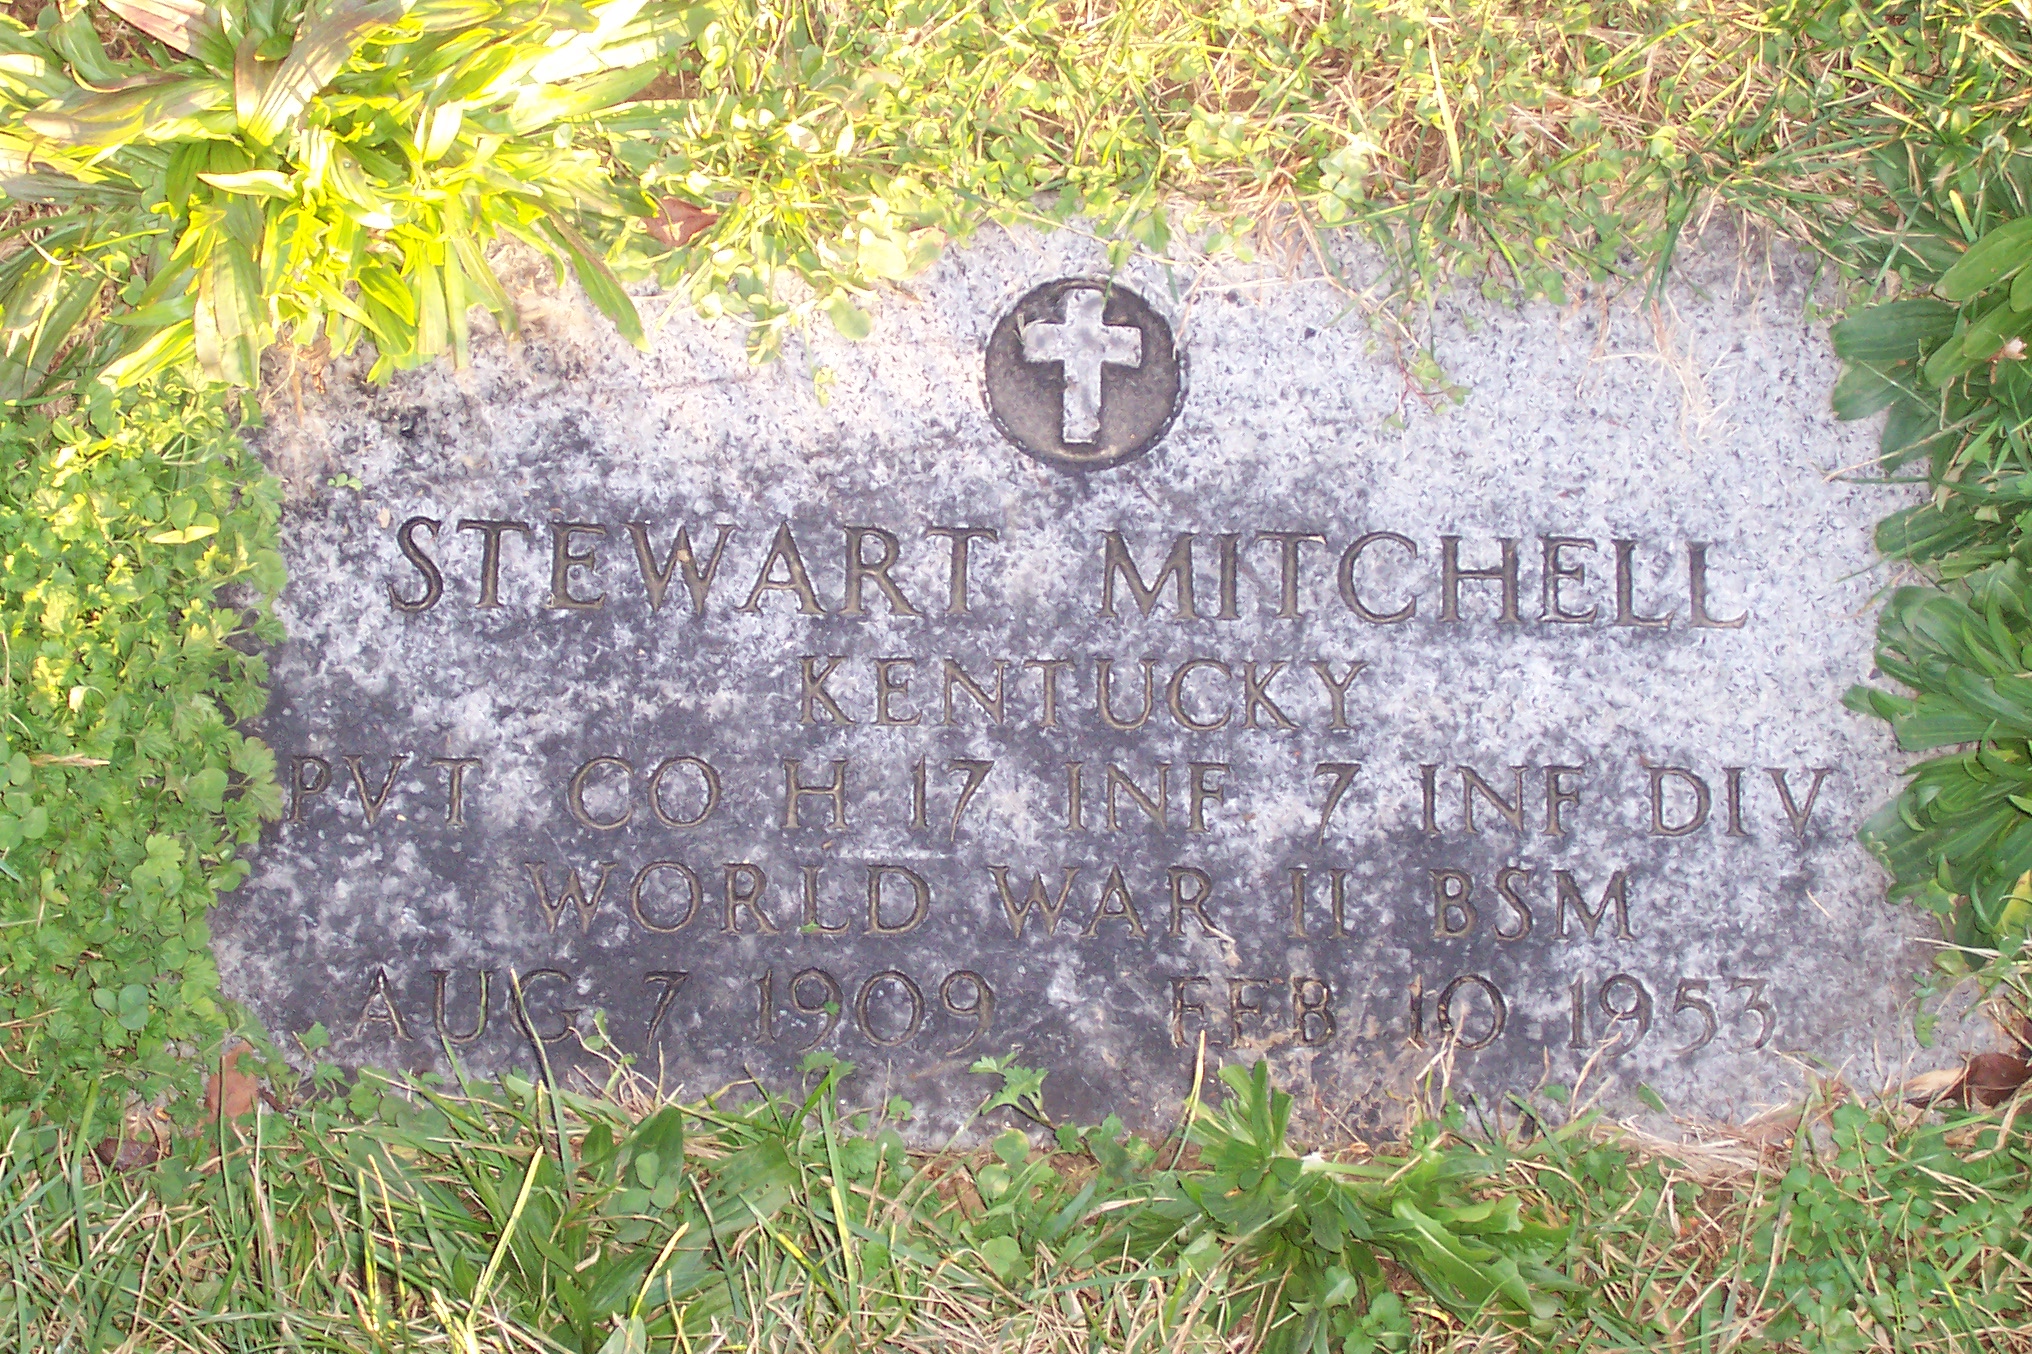 STEWART MITCHELL
KENTUCKY
PVT CO H 17 INF 7 INF DIV
WORLD WAR II BSM
AUG 7 1909 FEB 10 1953